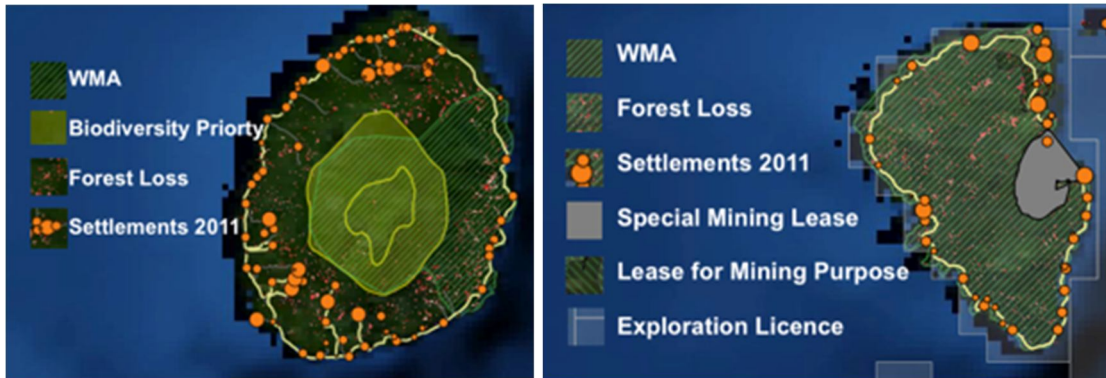 WMA
Biodiversity Priorty
Forest Loss
Settlements 2011
WMA
Forest Loss
Settlements 2011
Special Mining Lease
Lease for Mining Purpose
Exploration Licence